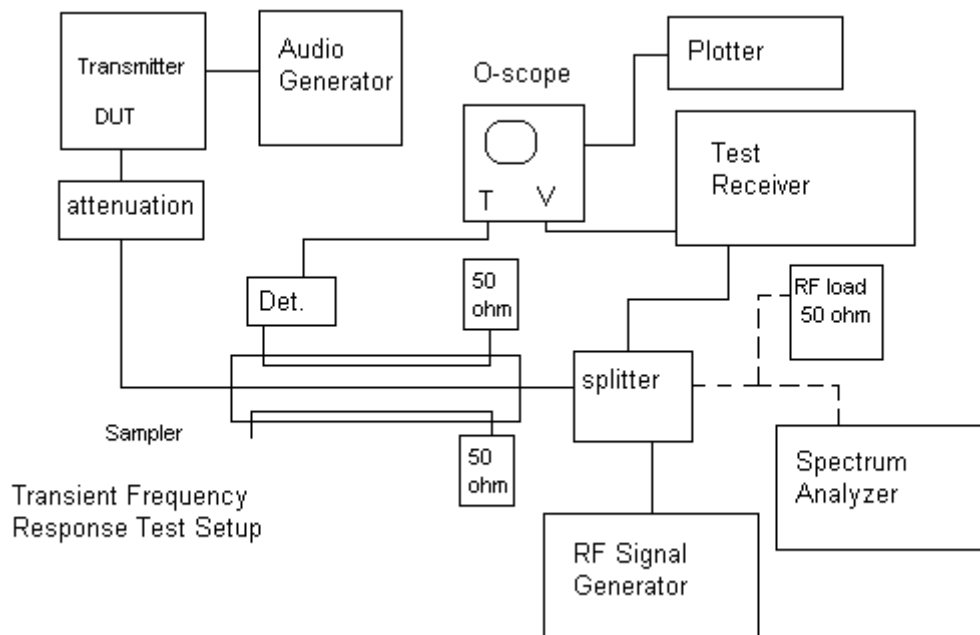 Transmitter
DUT
Audio
Generator
O-scope
Plotter
T V
Test
Receiver
attenuation
Det.
50
ohm
RF load
50 ohm
splitter
Sampler
50
ohm
Spectrum
Analyzer
Transient Frequency
Response Test Setup
RF Signal
Generator